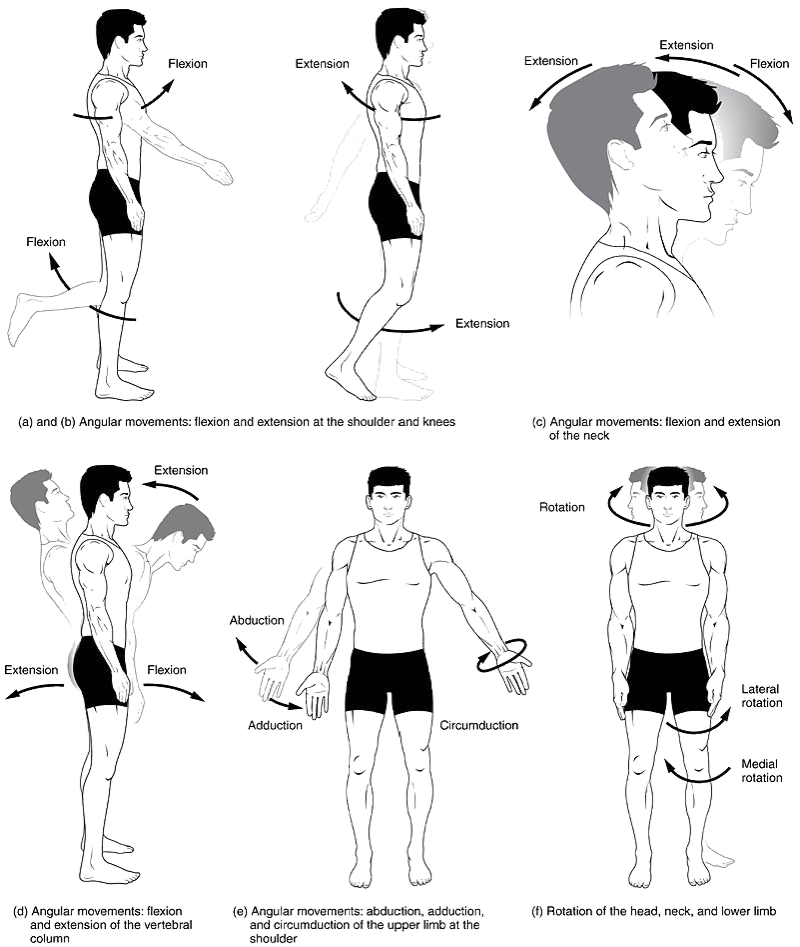 Flexion
Extension
Extension
Extension
Flexion
Flexion
Extension
(a) and (b) Angular movements: flexion and extension at the shoulder and knees
(c) Angular movements: flexion and extension
of the neck
Extension
Extension
Flexion
Abduction
Adduction
Circumduction
Rotation
Lateral
rotation
Medial
rotation
(d) Angular movements: flexion
and extension of the vertebral
column
(e) Angular movements: abduction, adduction,
and circumduction of the upper limb at the
shoulder
(f) Rotation of the head, neck, and lower limb